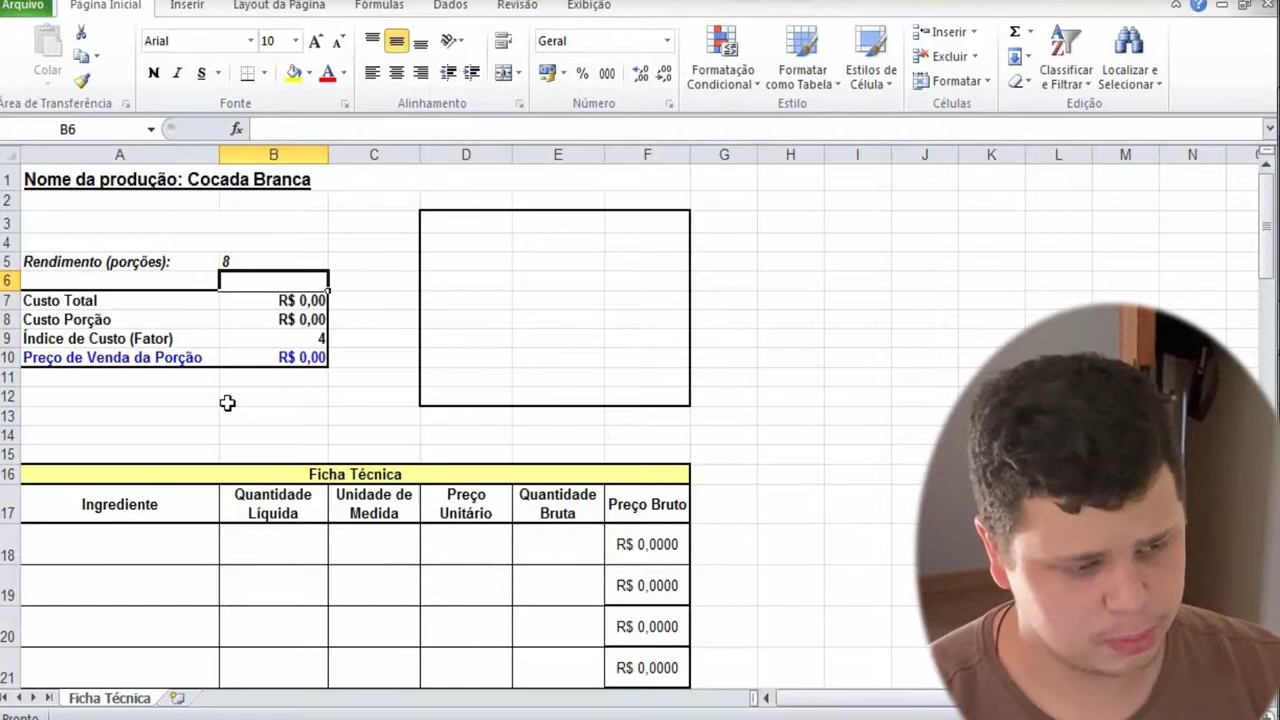 Arquivo Página Inicial Inserir Layout da Página Fórmulas Dados Revisão Exibição
Colar
Arial 10
Geral
N I S
% 000
Formatação Condicional
Formatar como Tabela
Estilos de Célula
Inserir
Excluir
Formatar
Σ
Classificar e Filtrar
Localizar e Selecionar
Área de Transferência Fonte Alinhamento Número Estilo Células Edição
B6 fx
A B C D E F G H I J K L M N
1 Nome da produção: Cocada Branca
2
3
4
5 Rendimento (porções): 8
6
7 Custo Total R$ 0,00
8 Custo Porção R$ 0,00
9 Índice de Custo (Fator) 4
10 Preço de Venda da Porção R$ 0,00
11
12
13
14
15
16 Ficha Técnica
17 Ingrediente Quantidade Líquida Unidade de Medida Preço Unitário Quantidade Bruta Preço Bruto
18 R$ 0,0000
19 R$ 0,0000
20 R$ 0,0000
21 R$ 0,0000
Ficha Técnica
Pronto